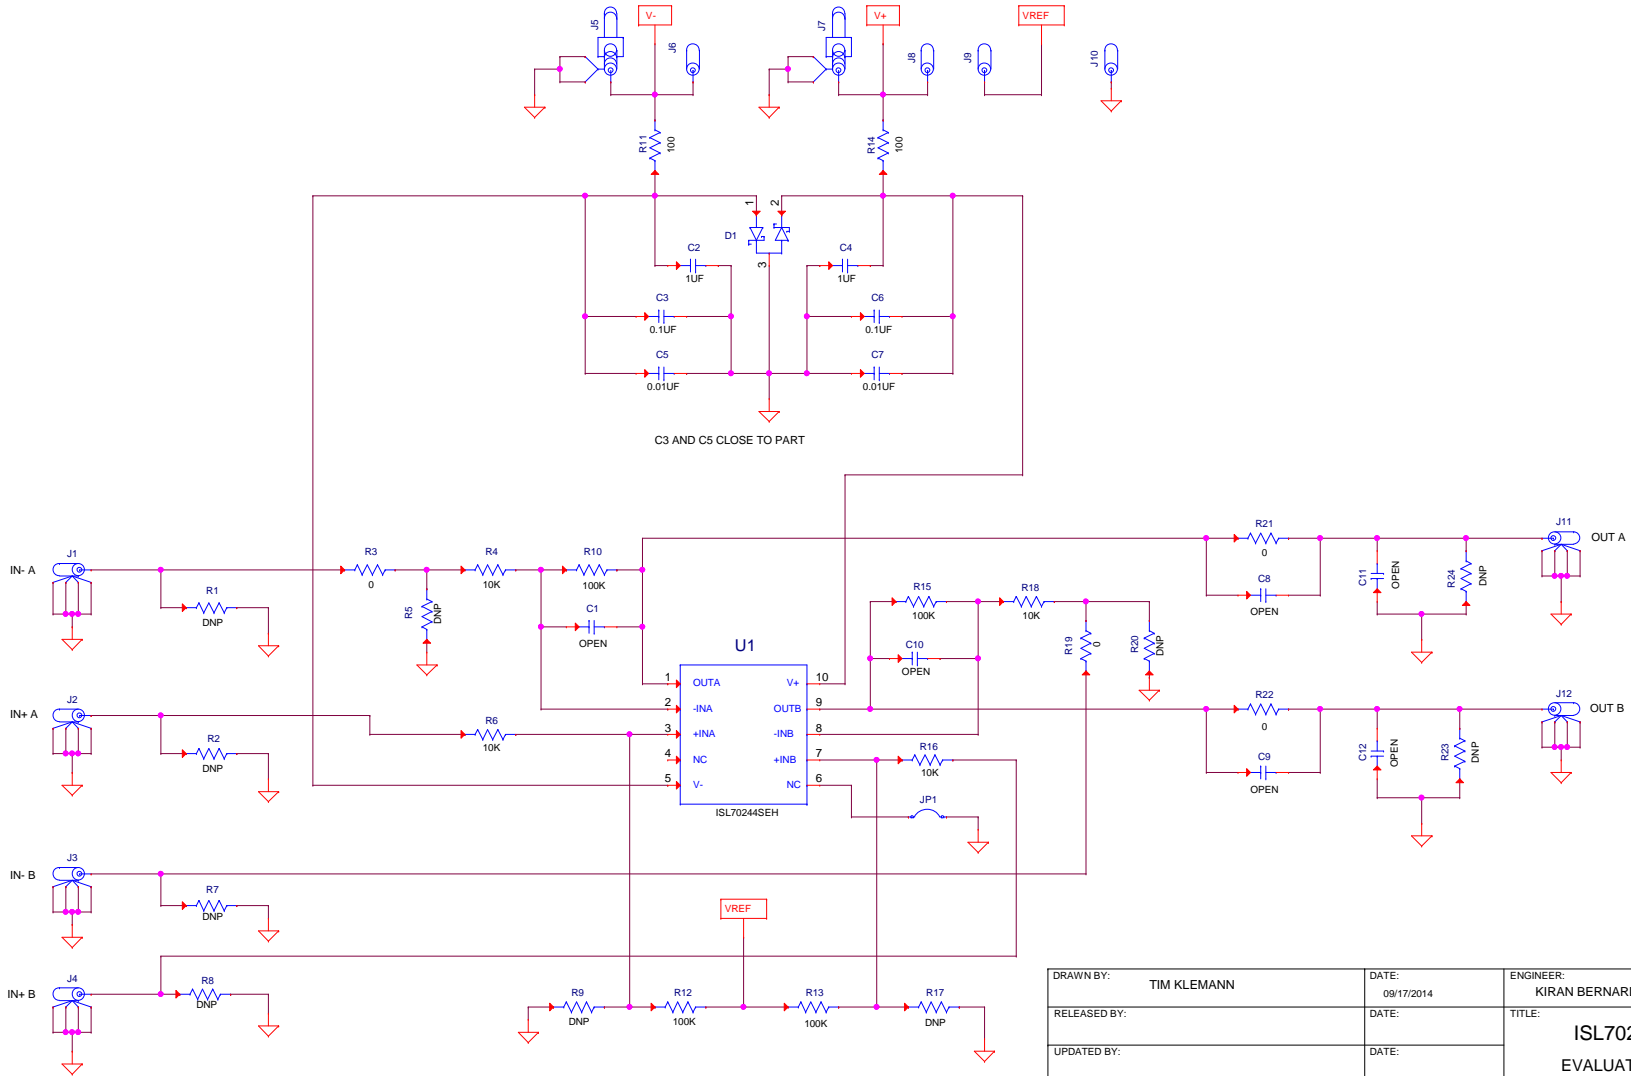 V-
V+
VREF
J5
J6
J7
J8
J9
J10
R11
100
R14
100
1
2
D1
3
C2
1UF
C4
1UF
C3
0.1UF
C6
0.1UF
C5
0.01UF
C7
0.01UF
C3 AND C5 CLOSE TO PART
IN- A
J1
R1
DNP
R3
0
R5
DNP
R4
10K
R10
100K
C1
OPEN
IN+ A
J2
R2
DNP
R6
10K
U1
1 OUTA
2 -INA
3 +INA
4 NC
5 V-
V+ 10
OUTB 9
-INB 8
+INB 7
NC 6
ISL70244SEH
R15
100K
C10
OPEN
R18
10K
R19
0
R20
DNP
R16
10K
JP1
R21
0
C8
OPEN
C11
OPEN
R24
DNP
J11
OUT A
R22
0
C9
OPEN
C12
OPEN
R23
DNP
J12
OUT B
IN- B
J3
R7
DNP
IN+ B
J4
R8
DNP
VREF
R9
DNP
R12
100K
R13
100K
R17
DNP
DRAWN BY:
TIM KLEMANN
DATE:
09/17/2014
ENGINEER:
KIRAN BERNAR
RELEASED BY:
DATE:
TITLE:
ISL702
UPDATED BY:
DATE:
EVALUAT